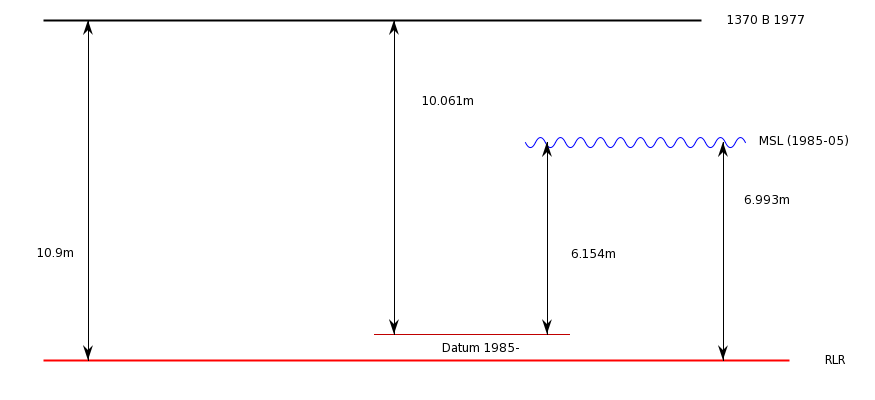 1370 B 1977
10.061m
MSL (1985-05)
6.993m
10.9m
6.154m
Datum 1985-
RLR